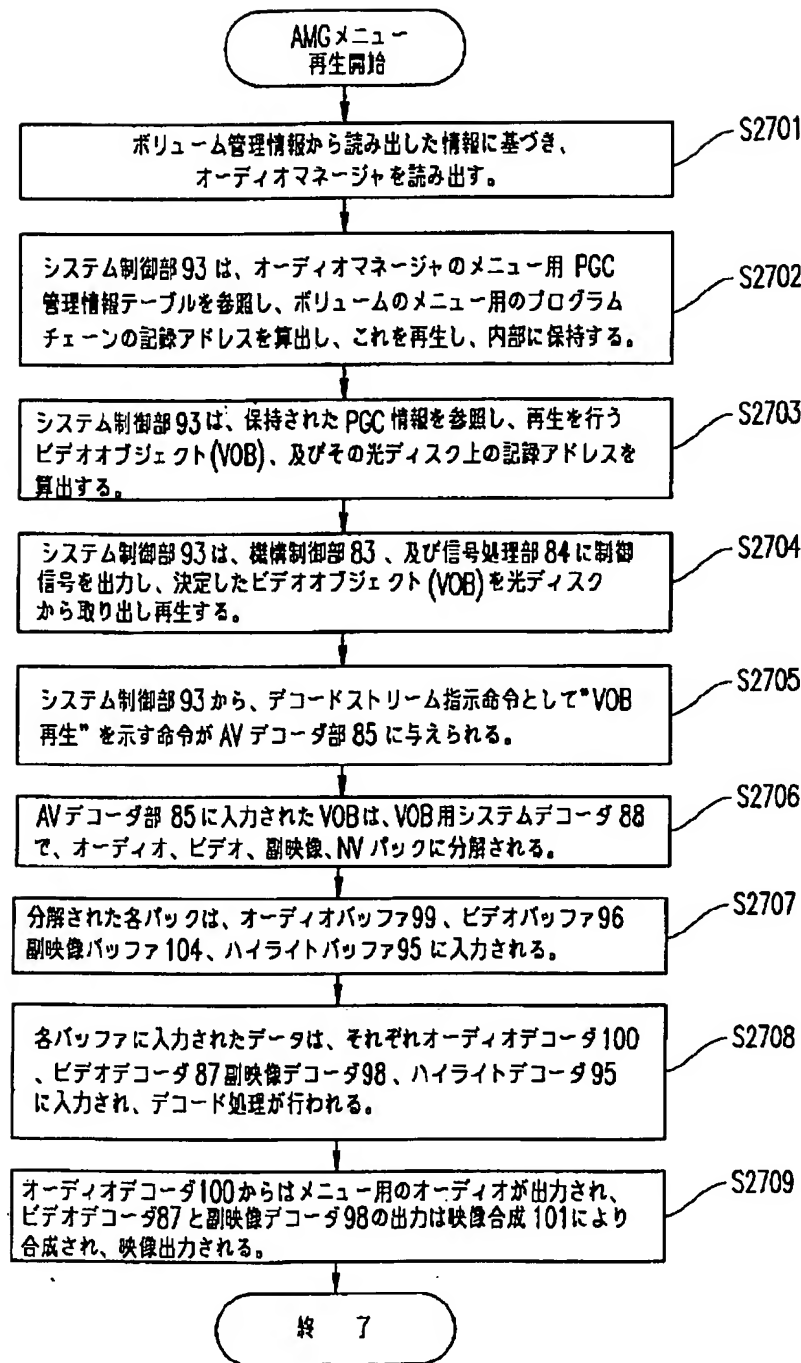 AMGメニュー
再生開始
ボリューム管理情報から読み出した情報に基づき、
オーディオマネージャを読み出す。
S2701
システム制御部93は、オーディオマネージャのメニュー用 PGC
管理情報テーブルを参照し、ボリュームのメニュー用のプログラム
チェーンの記録アドレスを算出し、これを再生し、内部に保持する。
S2702
システム制御部93は、保持された PGC 情報を参照し、再生を行う
ビデオオブジェクト(VOB)、及びその光ディスク上の記録アドレスを
算出する。
S2703
システム制御部93は、機構制御部83、及び信号処理部84に制御
信号を出力し、決定したビデオオブジェクト(VOB)を光ディスク
から取り出し再生する。
S2704
システム制御部93から、デコードストリーム指示命令として"VOB
再生"を示す命令が AV デコーダ部 85 に与えられる。
S2705
AVデコーダ部 85 に入力された VOBは、VOB用システムデコーダ 88
で、オーディオ、ビデオ、副映像、NV パックに分解される。
S2706
分解された各パックは、オーディオバッファ99、ビデオバッファ96
副映像バッファ104、ハイライトバッファ95 に入力される。
S2707
各バッファに入力されたデータは、それぞれオーディオデコーダ100
、ビデオデコーダ87副映像デコーダ98、ハイライトデコーダ95
に入力され、デコード処理が行われる。
S2708
オーディオデコーダ100からはメニュー用のオーディオが出力され、
ビデオデコーダ87と副映像デコーダ98の出力は映像合成101により
合成され、映像出力される。
S2709
終 了